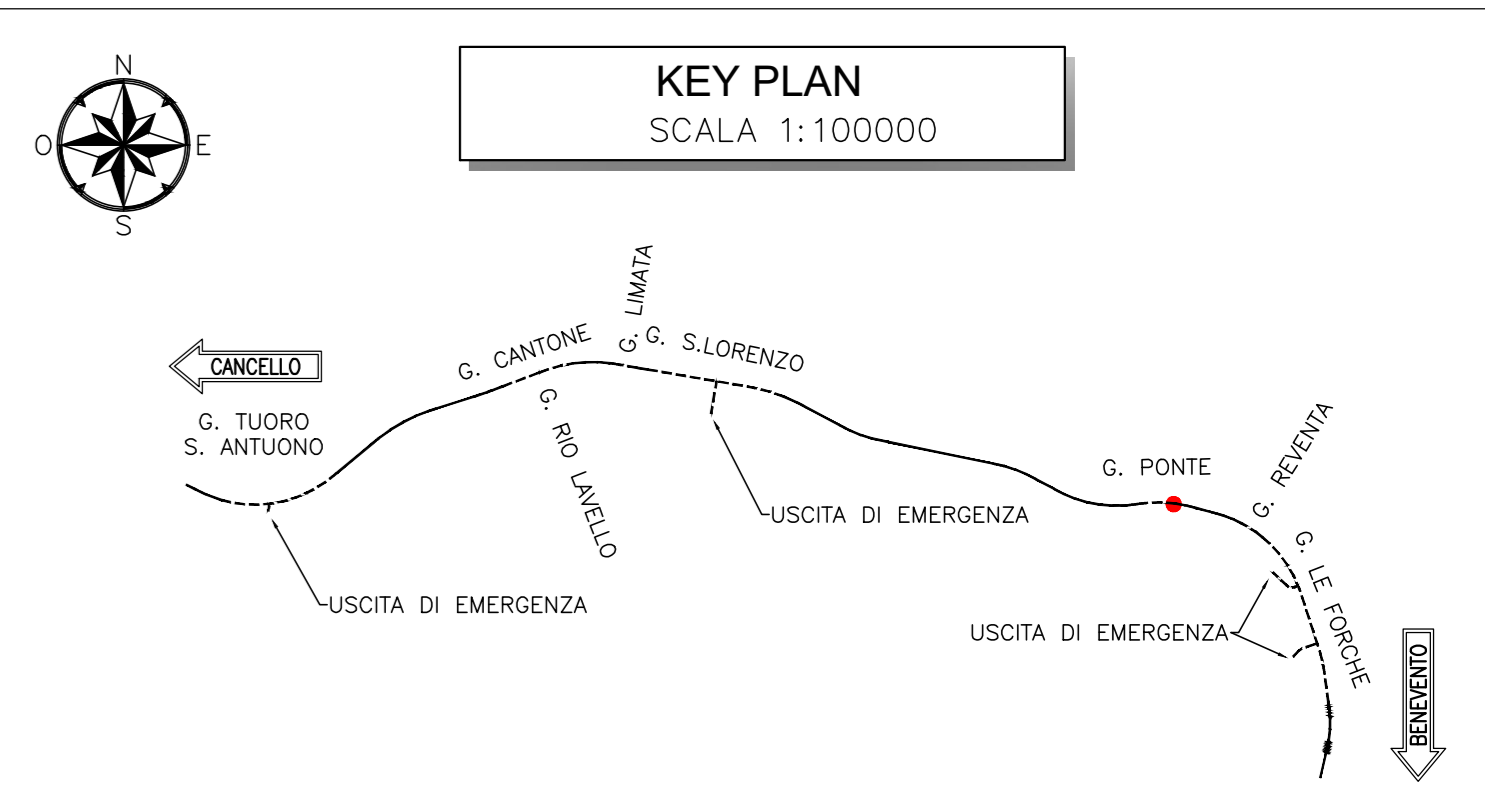 N
O
E
S
KEY PLAN
SCALA 1:100000
CANCELLO
G. TUORO
S. ANTUONO
G. CANTONE
G. LIMATA
G. S.LORENZO
G. RIO LAVELLO
USCITA DI EMERGENZA
USCITA DI EMERGENZA
G. PONTE
G. REVENTA
G. LE FORCHE
USCITA DI EMERGENZA
BENEVENTO